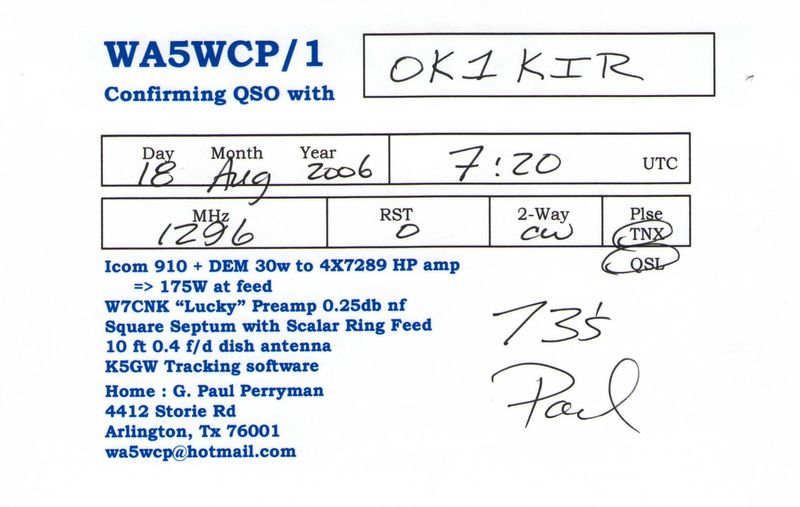 WA5WCP/1
Confirming QSO with
OK1KIR
Day Month Year
18 Aug 2006
7:20 UTC
MHz RST 2-Way Plse
1296 O CW TNX
QSL
Icom 910 + DEM 30w to 4X7289 HP amp
=> 175W at feed
W7CNK "Lucky" Preamp 0.25db nf
Square Septum with Scalar Ring Feed
10 ft 0.4 f/d dish antenna
K5GW Tracking software
Home : G. Paul Perryman
4412 Storie Rd
Arlington, Tx 76001
wa5wcp@hotmail.com
73's
Paul